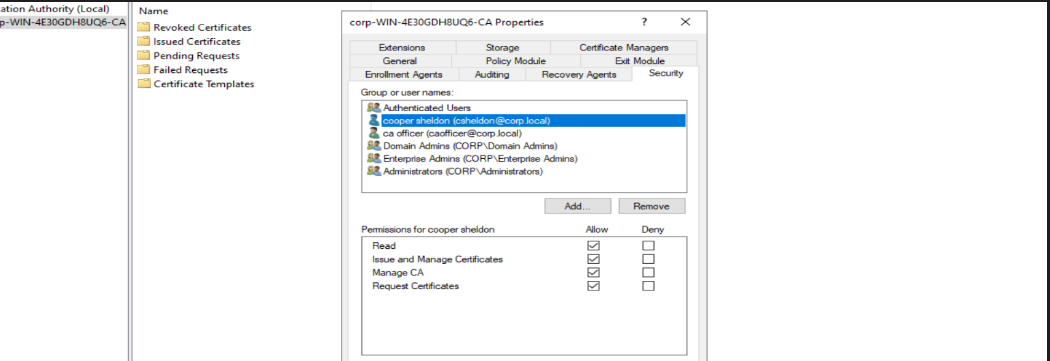 ation Authority (Local)
p-WIN-4E30GDH8UQ6-CA
Name
Revoked Certificates
Issued Certificates
Pending Requests
Failed Requests
Certificate Templates
corp-WIN-4E30GDH8UQ6-CA Properties
?
Extensions Storage Certificate Managers
General Policy Module Exit Module
Enrollment Agents Auditing Recovery Agents Security
Group or user names:
Authenticated Users
cooper sheldon (csheldon@corp.local)
ca officer (caofficer@corp.local)
Domain Admins (CORP\Domain Admins)
Enterprise Admins (CORP\Enterprise Admins)
Administrators (CORP\Administrators)
Add... Remove
Permissions for cooper sheldon Allow Deny
Read
Issue and Manage Certificates
Manage CA
Request Certificates